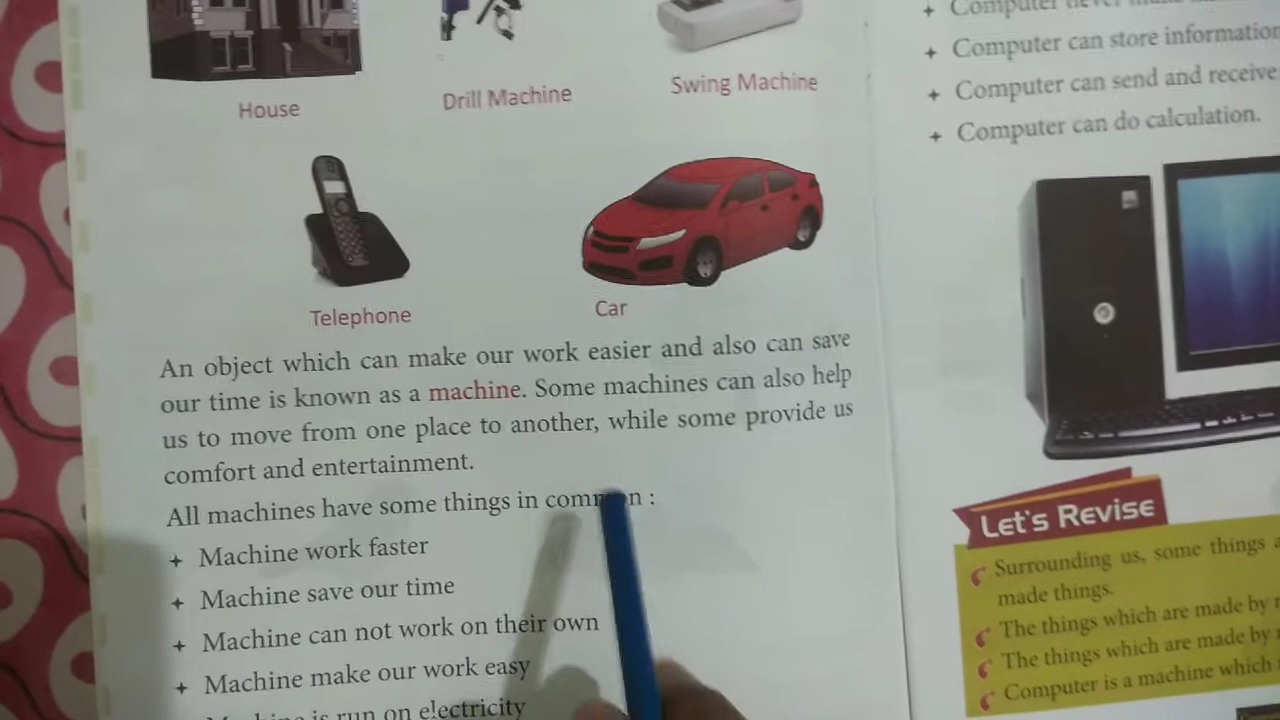 House
Drill Machine
Swing Machine
Telephone
Car
An object which can make our work easier and also can save
our time is known as a machine. Some machines can also help
us to move from one place to another, while some provide us
comfort and entertainment.
All machines have some things in common :
+ Machine work faster
+ Machine save our time
+ Machine can not work on their own
+ Machine make our work easy
is run on electricity
+ Computer never
+ Computer can store information
+ Computer can send and receive
+ Computer can do calculation.
Let's Revise
Surrounding us, some things
made things.
The things which are made by
The things which are made by
Computer is a machine which